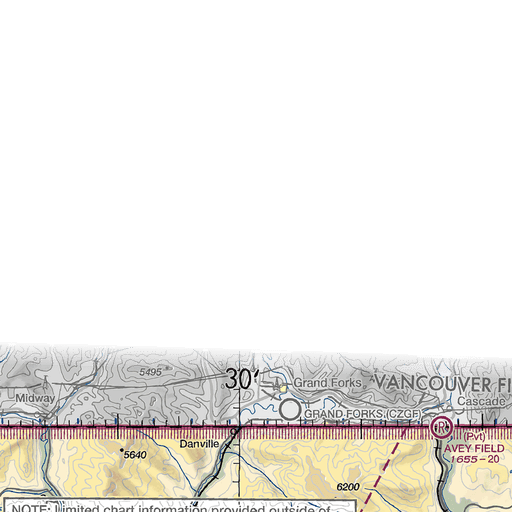 5495
30'
Grand Forks
VANCOUVER FI
Midway
Cascade
GRAND FORKS (CZGF)
R
(Pvt)
Danville
AVEY FIELD
5640
1655 – 20
6200
NOTE: Limited chart information provided outside of